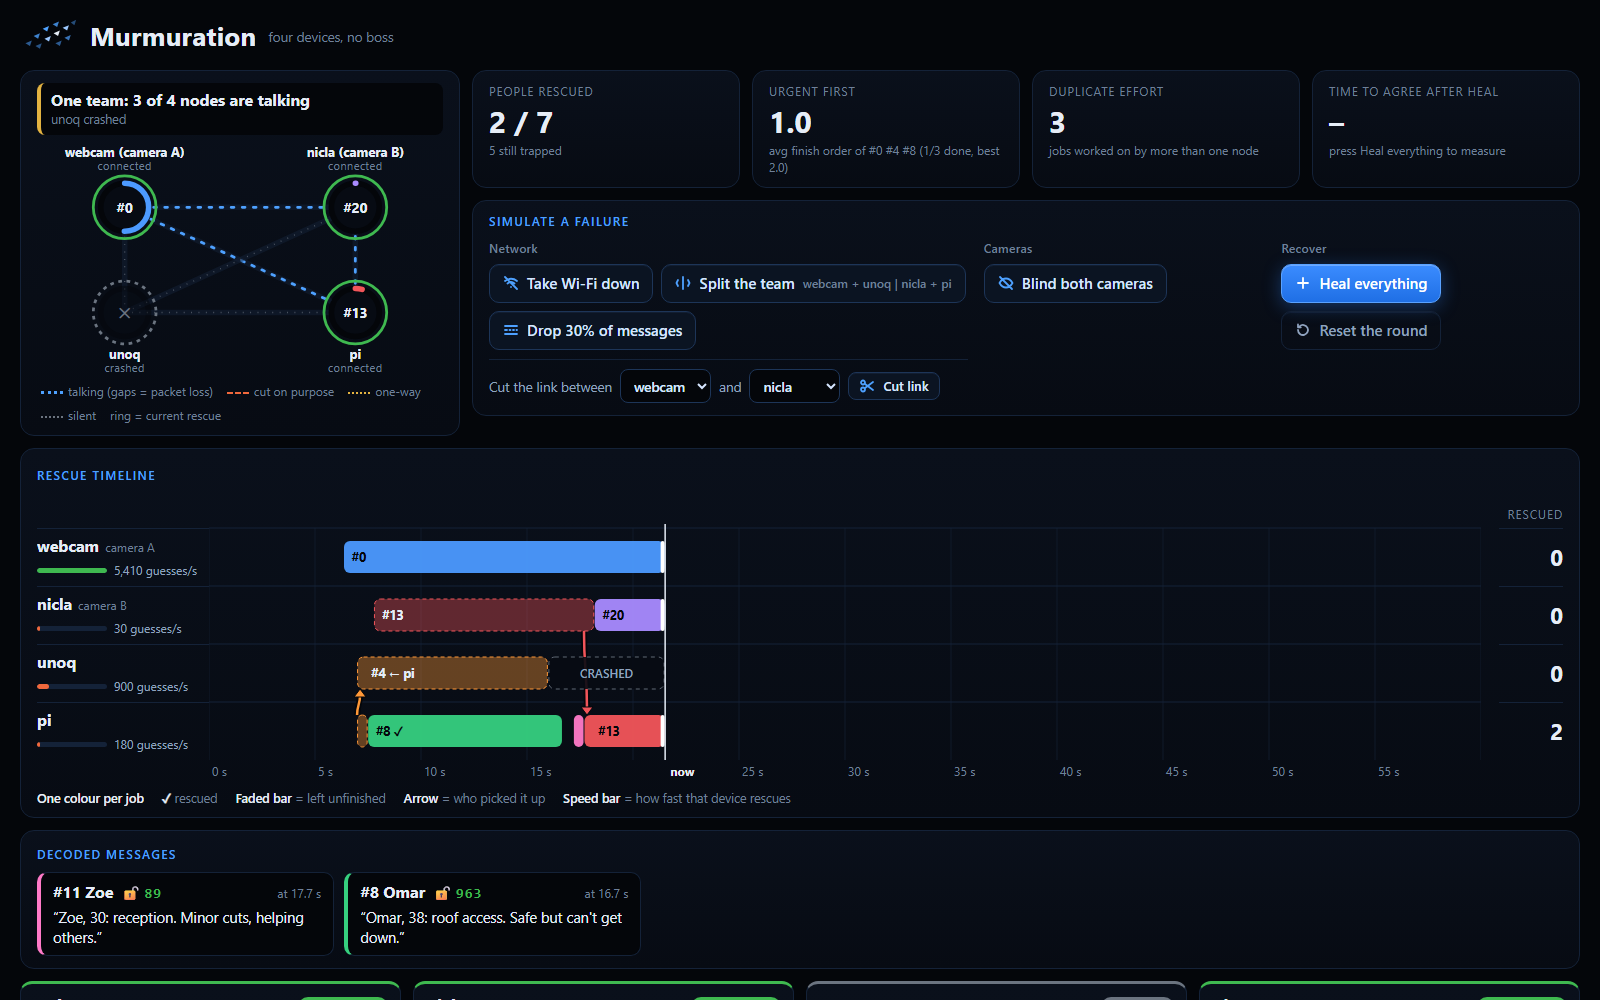 Murmuration four devices, no boss
One team: 3 of 4 nodes are talking
unoq crashed
webcam (camera A)
connected
#0
nicla (camera B)
connected
#20
#13
unoq
crashed
pi
connected
talking (gaps = packet loss) cut on purpose one-way
silent ring = current rescue
PEOPLE RESCUED
2 / 7
5 still trapped
URGENT FIRST
1.0
avg finish order of #0 #4 #8 (1/3 done, best
2.0)
DUPLICATE EFFORT
3
jobs worked on by more than one node
TIME TO AGREE AFTER HEAL
–
press Heal everything to measure
SIMULATE A FAILURE
Network
Take Wi-Fi down
Split the team webcam + unoq | nicla + pi
Drop 30% of messages
Cameras
Blind both cameras
Recover
Heal everything
Reset the round
Cut the link between webcam and nicla Cut link
RESCUE TIMELINE
RESCUED
webcam camera A
5,410 guesses/s
#0
0
nicla camera B
30 guesses/s
#13
#20
0
unoq
900 guesses/s
#4 ← pi
CRASHED
0
pi
180 guesses/s
#8 ✓
#13
2
0 s 5 s 10 s 15 s now 25 s 30 s 35 s 40 s 45 s 50 s 55 s
One colour per job ✓ rescued Faded bar = left unfinished Arrow = who picked it up Speed bar = how fast that device rescues
DECODED MESSAGES
#11 Zoe 🔓 89 at 17.7 s
“Zoe, 30: reception. Minor cuts, helping
others.”
#8 Omar 🔓 963 at 16.7 s
“Omar, 38: roof access. Safe but can't get
down.”